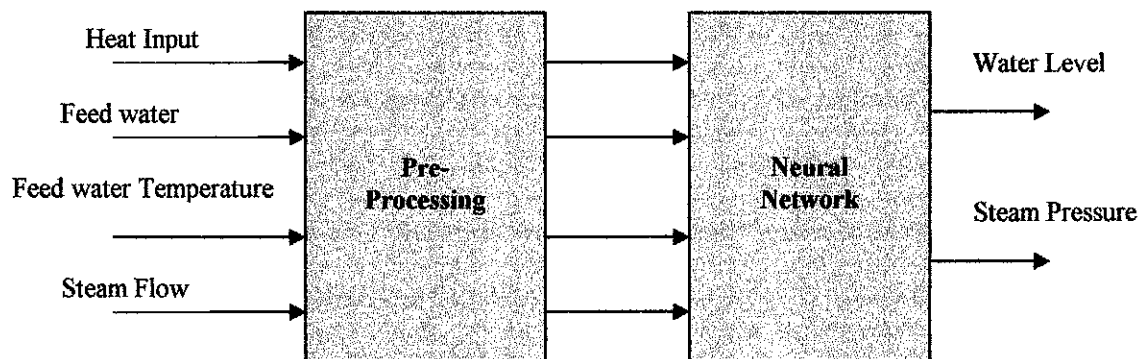 Heat Input
Feed water
Feed water Temperature
Steam Flow
Pre-
Processing
Neural
Network
Water Level
Steam Pressure